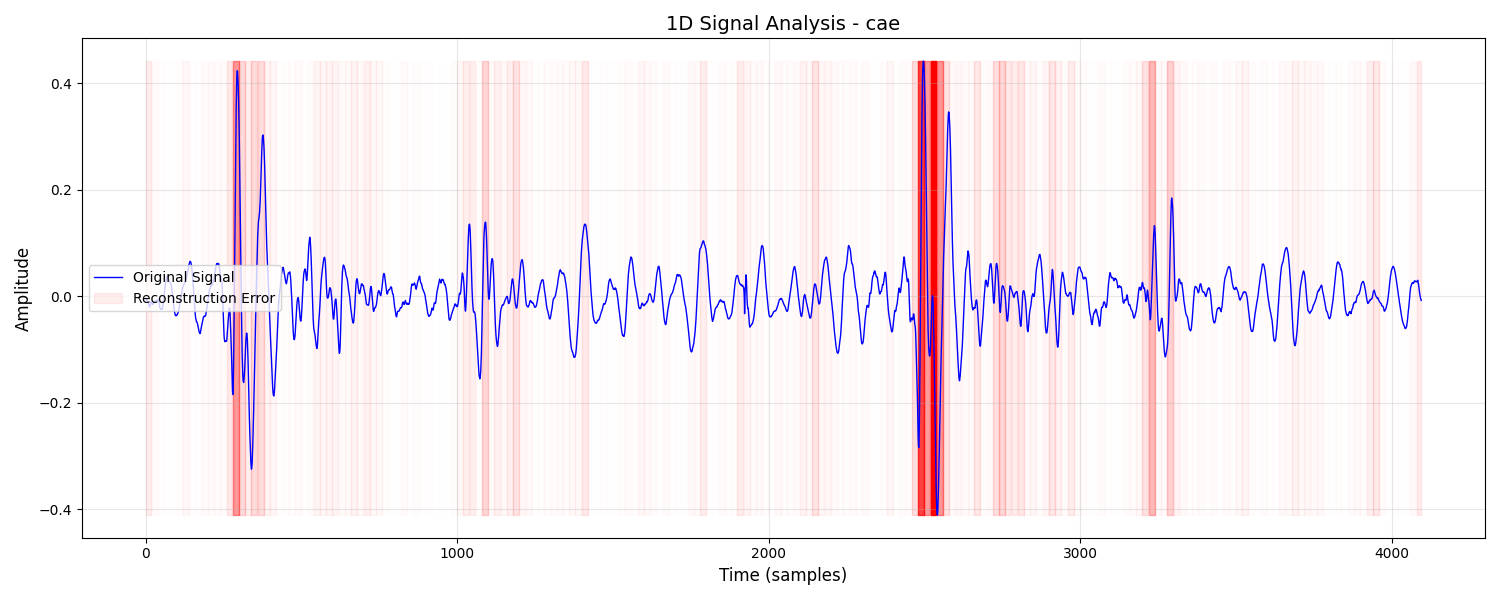 1D Signal Analysis - cae
Amplitude
0.4
0.2
0.0
−0.2
−0.4
Original Signal
Reconstruction Error
0
1000
2000
3000
4000
Time (samples)